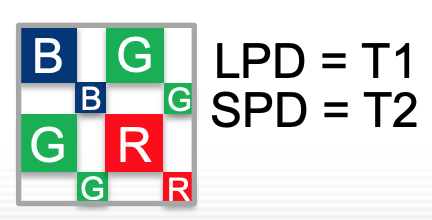 B G
B G
G R
G R
LPD = T1
SPD = T2